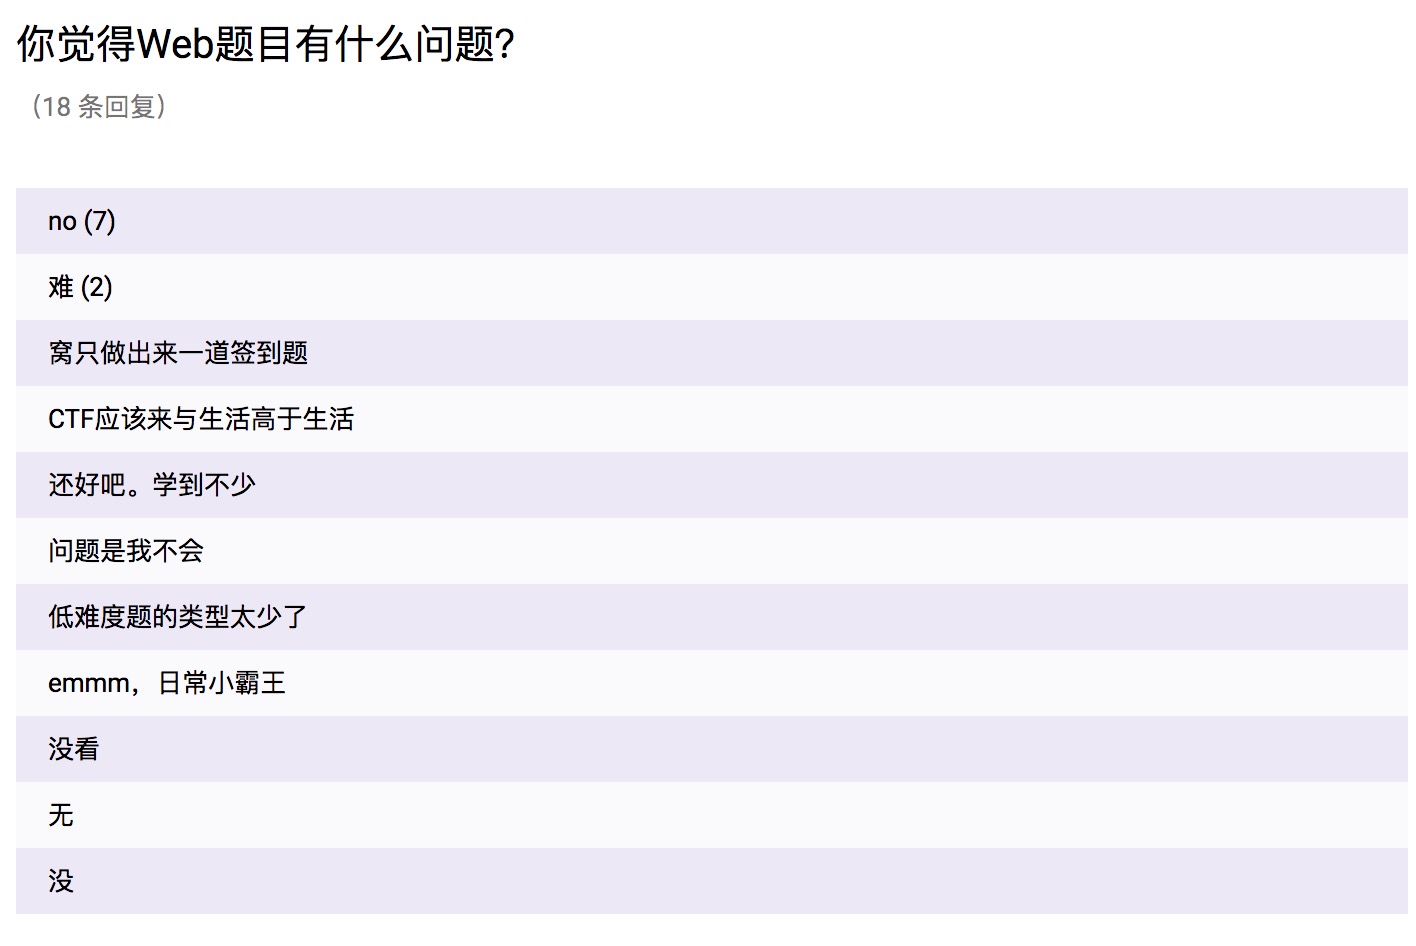 你觉得Web题目有什么问题?
（18 条回复）
no (7)
难 (2)
窝只做出来一道签到题
CTF应该来与生活高于生活
还好吧。学到不少
问题是我不会
低难度题的类型太少了
emmm，日常小霸王
没看
无
没